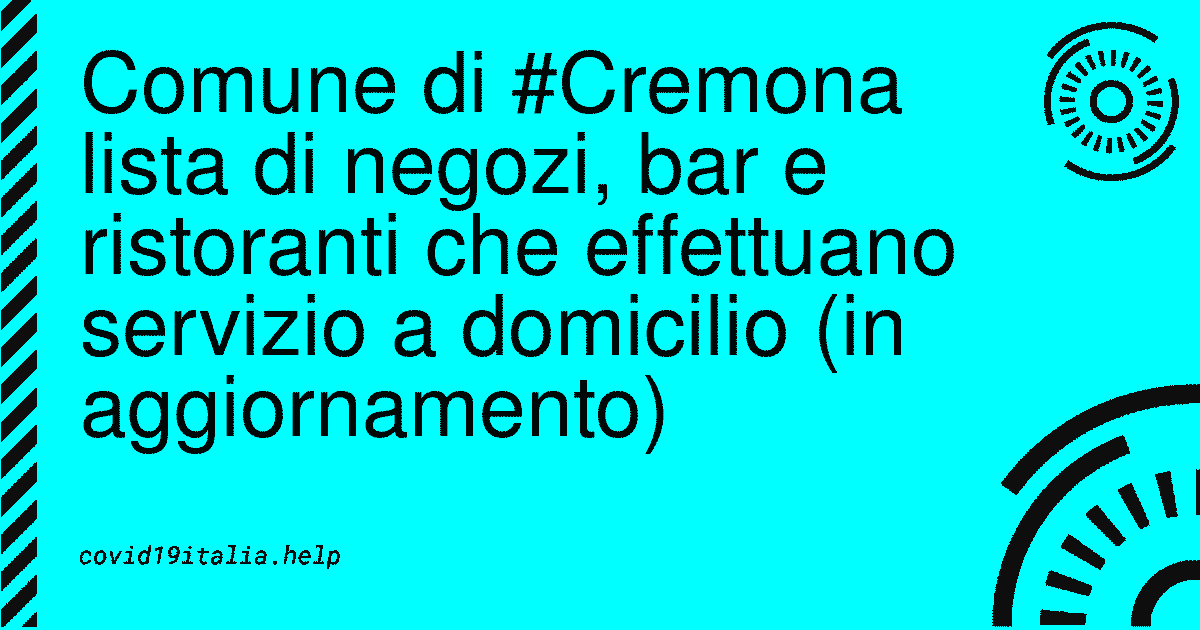 Comune di #Cremona
lista di negozi, bar e
ristoranti che effettuano
servizio a domicilio (in
aggiornamento)
covid19italia.help